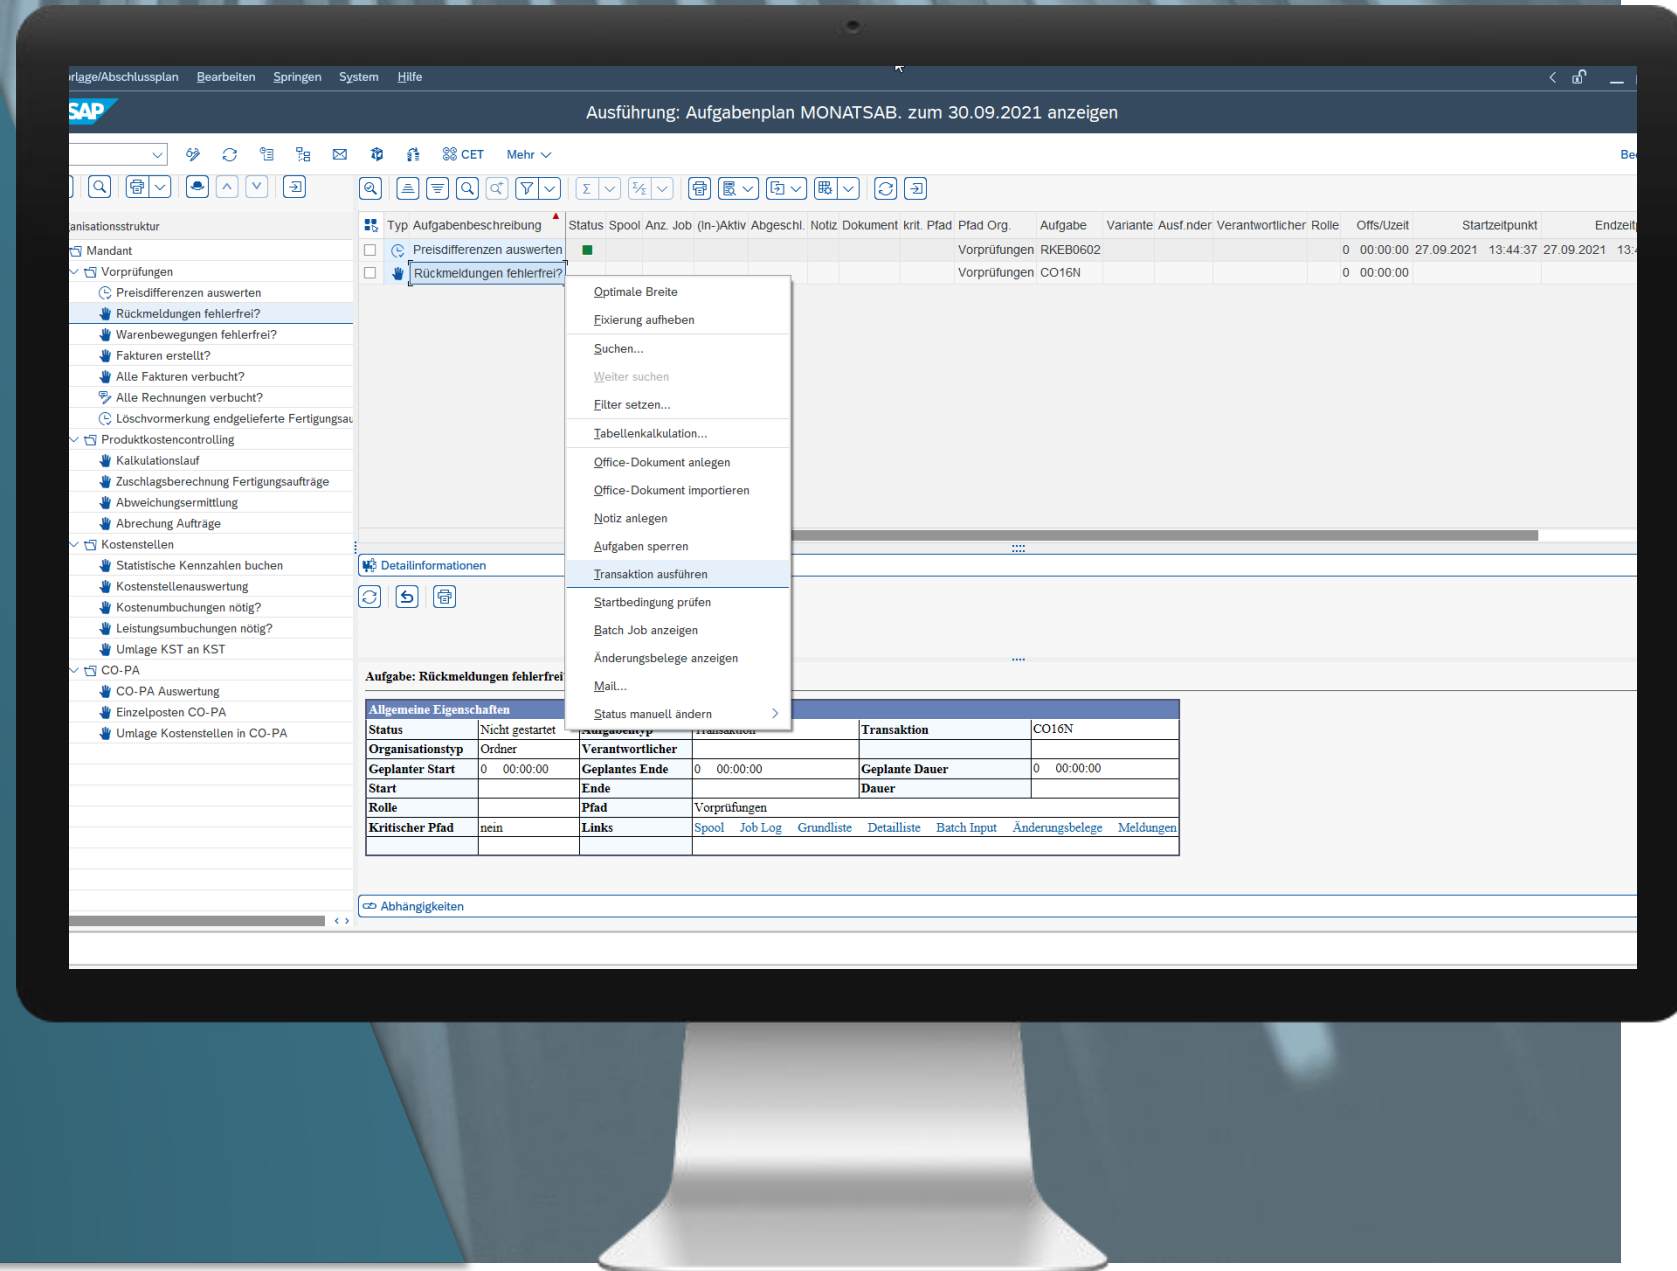 rlage/Abschlussplan Bearbeiten Springen System Hilfe
SAP
Ausführung: Aufgabenplan MONATSAB. zum 30.09.2021 anzeigen
CET Mehr
Be
anisationsstruktur
Mandant
Vorprüfungen
Preisdifferenzen auswerten
Rückmeldungen fehlerfrei?
Warenbewegungen fehlerfrei?
Fakturen erstellt?
Alle Fakturen verbucht?
Alle Rechnungen verbucht?
Löschvormerkung endgelieferte Fertigungsau
Produktkostencontrolling
Kalkulationslauf
Zuschlagsberechnung Fertigungsaufträge
Abweichungsermittlung
Abrechung Aufträge
Kostenstellen
Statistische Kennzahlen buchen
Kostenstellenauswertung
Kostenumbuchungen nötig?
Leistungsumbuchungen nötig?
Umlage KST an KST
CO-PA
CO-PA Auswertung
Einzelposten CO-PA
Umlage Kostenstellen in CO-PA
Typ Aufgabenbeschreibung Status Spool Anz. Job (In-)Aktiv Abgeschl. Notiz Dokument krit. Pfad Pfad Org. Aufgabe Variante Ausf.nder Verantwortlicher Rolle Offs/Uzeit Startzeitpunkt Endzeit
Preisdifferenzen auswerten Vorprüfungen RKEB0602 0 00:00:00 27.09.2021 13:44:37 27.09.2021 13:4
Rückmeldungen fehlerfrei? Vorprüfungen CO16N 0 00:00:00
Optimale Breite
Fixierung aufheben
Suchen...
Weiter suchen
Filter setzen...
Tabellenkalkulation...
Office-Dokument anlegen
Office-Dokument importieren
Notiz anlegen
Aufgaben sperren
Transaktion ausführen
Startbedingung prüfen
Batch Job anzeigen
Änderungsbelege anzeigen
Mail...
Status manuell ändern
Detailinformationen
Aufgabe: Rückmeldungen fehlerfrei
Allgemeine Eigenschaften
Status Nicht gestartet Aufgabentyp Transaktion Transaktion CO16N
Organisationstyp Ordner Verantwortlicher
Geplanter Start 0 00:00:00 Geplantes Ende 0 00:00:00 Geplante Dauer 0 00:00:00
Start Ende Dauer
Rolle Pfad Vorprüfungen
Kritischer Pfad nein Links Spool Job Log Grundliste Detailliste Batch Input Änderungsbelege Meldungen
Abhängigkeiten